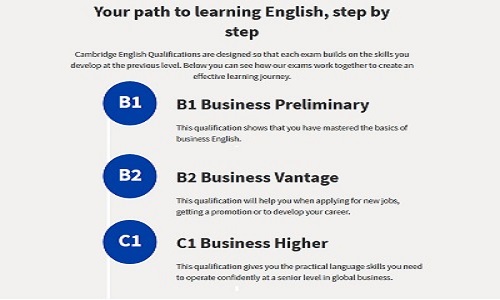 Your path to learning English, step by
step
Cambridge English Qualifications are designed so that each exam builds on the skills you
develop at the previous level. Below you can see how our exams work together to create an
effective learning journey.
B1
B1 Business Preliminary
This qualification shows that you have mastered the basics of
business English.
B2
B2 Business Vantage
This qualification will help you when applying for new jobs,
getting a promotion or to develop your career.
C1
C1 Business Higher
This qualification gives you the practical language skills you need
to operate confidently at a senior level in global business.